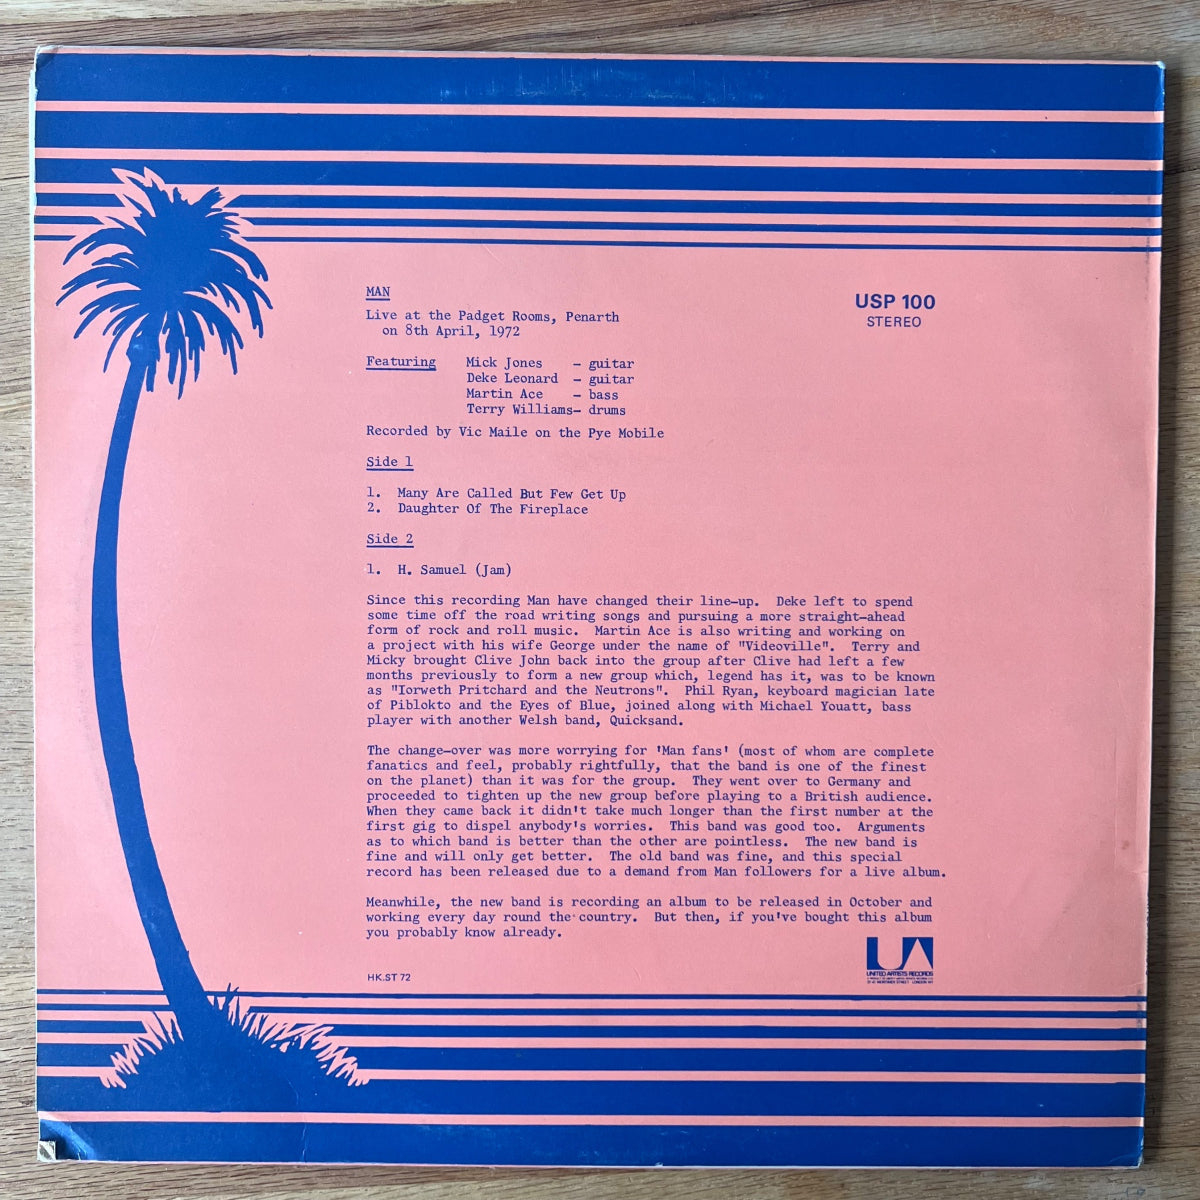 MAN
Live at the Padget Rooms, Penarth
on 8th April, 1972
USP 100
STEREO
Featuring Mick Jones - guitar
Deke Leonard - guitar
Martin Ace - bass
Terry Williams- drums
Recorded by Vic Maile on the Pye Mobile
Side 1
1. Many Are Called But Few Get Up
2. Daughter Of The Fireplace
Side 2
1. H. Samuel (Jam)
Since this recording Man have changed their line-up. Deke left to spend
some time off the road writing songs and pursuing a more straight-ahead
form of rock and roll music. Martin Ace is also writing and working on
a project with his wife George under the name of "Videoville". Terry and
Micky brought Clive John back into the group after Clive had left a few
months previously to form a new group which, legend has it, was to be known
as "Iorweth Pritchard and the Neutrons". Phil Ryan, keyboard magician late
of Piblokto and the Eyes of Blue, joined along with Michael Youatt, bass
player with another Welsh band, Quicksand.
The change-over was more worrying for 'Man fans' (most of whom are complete
fanatics and feel, probably rightfully, that the band is one of the finest
on the planet) than it was for the group. They went over to Germany and
proceeded to tighten up the new group before playing to a British audience.
When they came back it didn't take much longer than the first number at the
first gig to dispel anybody's worries. This band was good too. Arguments
as to which band is better than the other are pointless. The new band is
fine and will only get better. The old band was fine, and this special
record has been released due to a demand from Man followers for a live album.
Meanwhile, the new band is recording an album to be released in October and
working every day round the country. But then, if you've bought this album
you probably know already.
HK.ST 72
UA
UNITED ARTISTS RECORDS
MORTIMER STREET LONDON W1